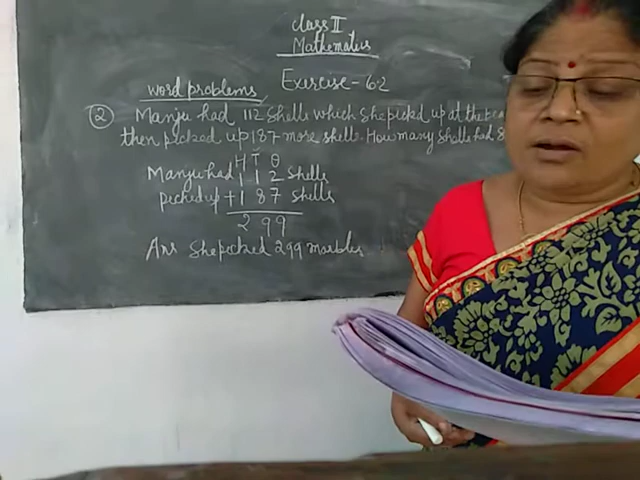 class II
Mathematics
Exercise - 6.2
word problems
② Manju had 112 shells which she picked up at the
then picked up 187 more shells. How many shells had
H T O
Manju had 1 1 2 shells
picked up + 1 8 7 shells
2 9 9
Ans She picked 299 marbles.